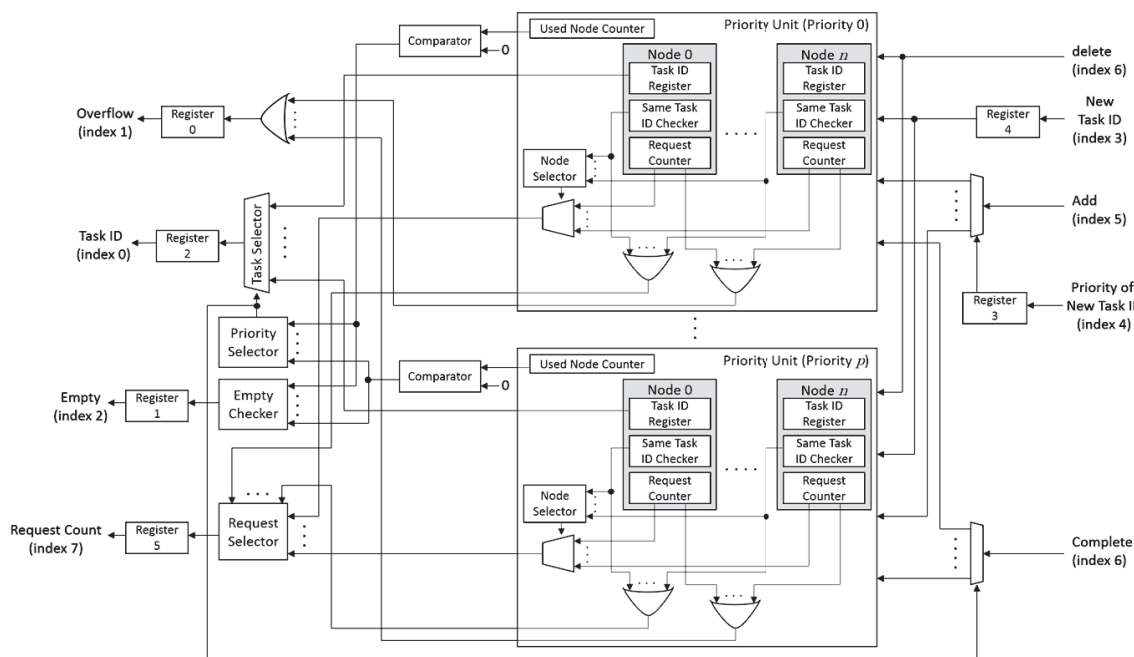 Used Node Counter
Priority Unit (Priority 0)
Comparator
0
Node 0
Task ID
Register
Same Task
ID Checker
Request
Counter
Node n
Task ID
Register
Same Task
ID Checker
Request
Counter
Node
Selector
delete
(index 6)
New
Task ID
(index 3)
Register
4
Add
(index 5)
Priority of
New Task ID
(index 4)
Register
3
Overflow
(index 1)
Register
0
Task ID
(index 0)
Register
2
Task Selector
Priority
Selector
Empty
(index 2)
Register
1
Empty
Checker
Request Count
(index 7)
Register
5
Request
Selector
Used Node Counter
Priority Unit (Priority p)
Comparator
0
Node 0
Task ID
Register
Same Task
ID Checker
Request
Counter
Node n
Task ID
Register
Same Task
ID Checker
Request
Counter
Node
Selector
Complete
(index 6)